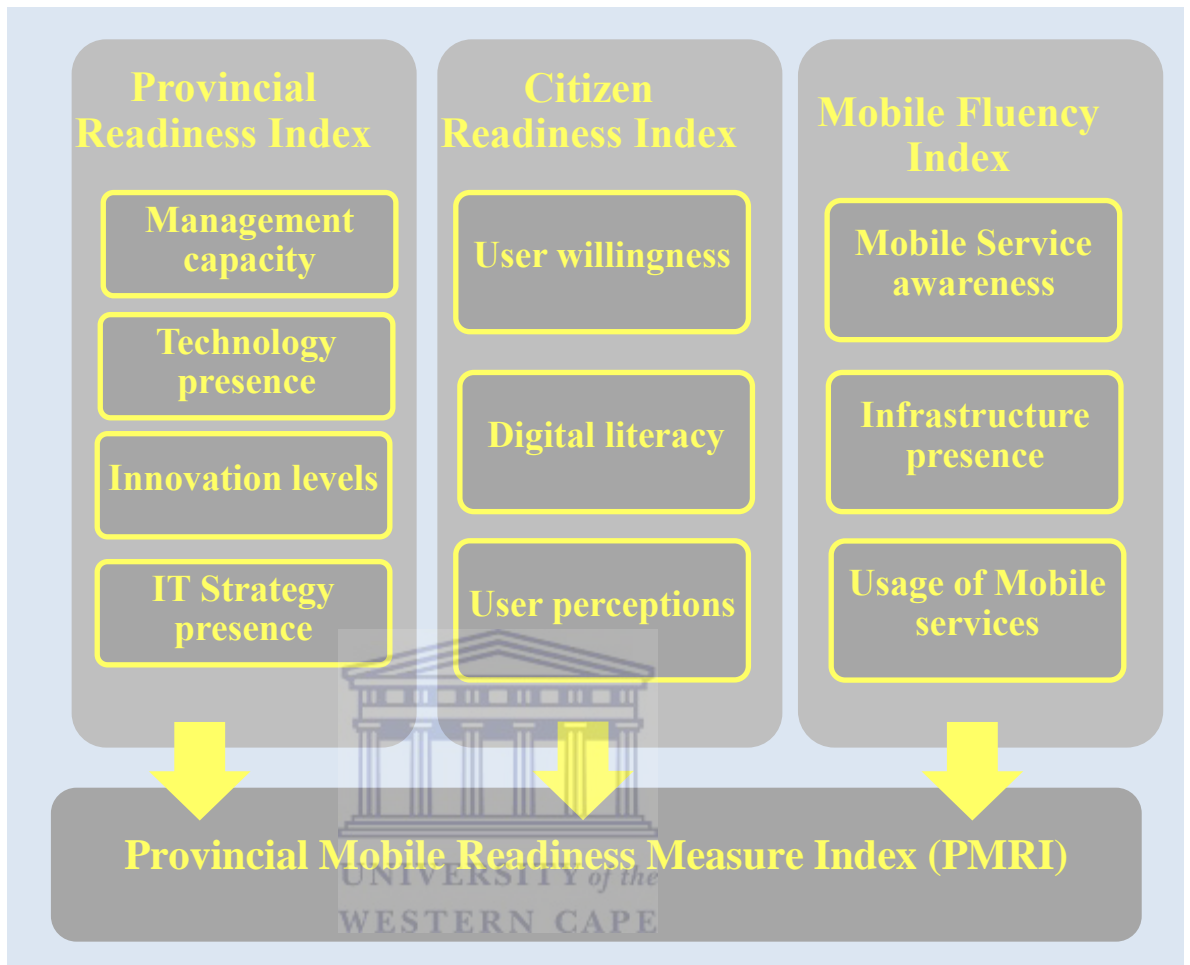 Provincial
Readiness Index
Management
capacity
Technology
presence
Innovation levels
IT Strategy
presence
Citizen
Readiness Index
User willingness
Digital literacy
User perceptions
Mobile Fluency
Index
Mobile Service
awareness
Infrastructure
presence
Usage of Mobile
services
Provincial Mobile Readiness Measure Index (PMRI)
UNIVERSITY of the
WESTERN CAPE